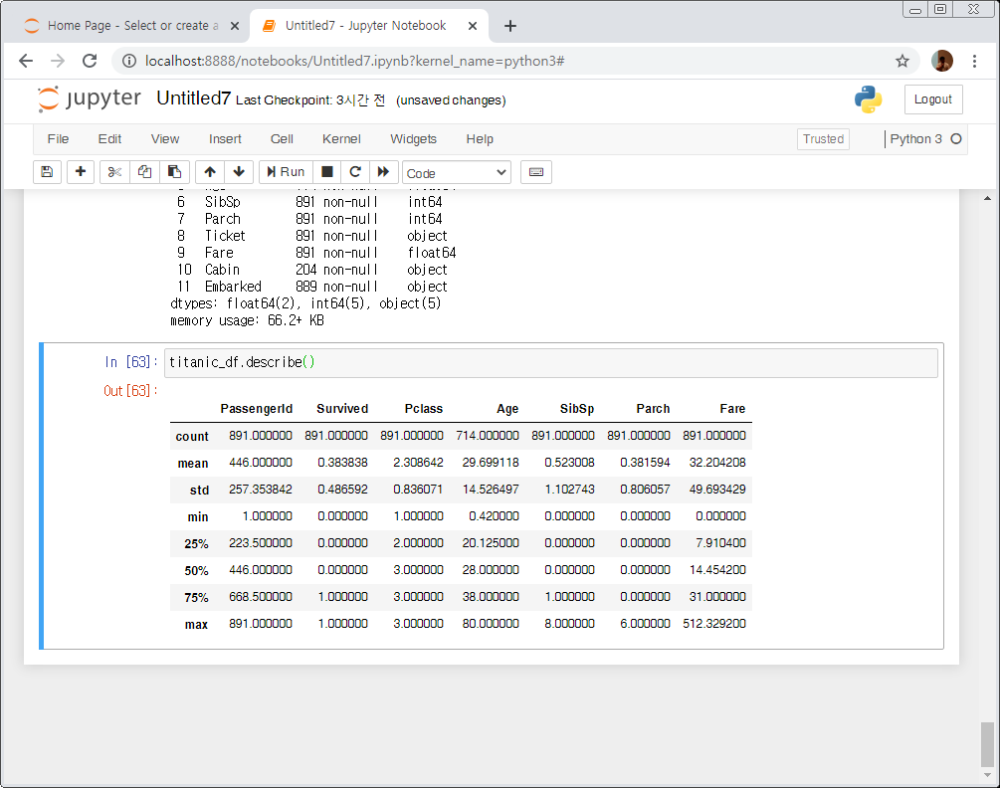 Home Page - Select or create a
Untitled7 - Jupyter Notebook
localhost:8888/notebooks/Untitled7.ipynb?kernel_name=python3#
jupyter Untitled7 Last Checkpoint: 3시간 전 (unsaved changes)
Logout
File Edit View Insert Cell Kernel Widgets Help Trusted Python 3
Run Code
6 SibSp 891 non-null int64
7 Parch 891 non-null int64
8 Ticket 891 non-null object
9 Fare 891 non-null float64
10 Cabin 204 non-null object
11 Embarked 889 non-null object
dtypes: float64(2), int64(5), object(5)
memory usage: 66.2+ KB
In [63]: titanic_df.describe()
Out[63]:
PassengerId Survived Pclass Age SibSp Parch Fare
count 891.000000 891.000000 891.000000 714.000000 891.000000 891.000000 891.000000
mean 446.000000 0.383838 2.308642 29.699118 0.523008 0.381594 32.204208
std 257.353842 0.486592 0.836071 14.526497 1.102743 0.806057 49.693429
min 1.000000 0.000000 1.000000 0.420000 0.000000 0.000000 0.000000
25% 223.500000 0.000000 2.000000 20.125000 0.000000 0.000000 7.910400
50% 446.000000 0.000000 3.000000 28.000000 0.000000 0.000000 14.454200
75% 668.500000 1.000000 3.000000 38.000000 1.000000 0.000000 31.000000
max 891.000000 1.000000 3.000000 80.000000 8.000000 6.000000 512.329200